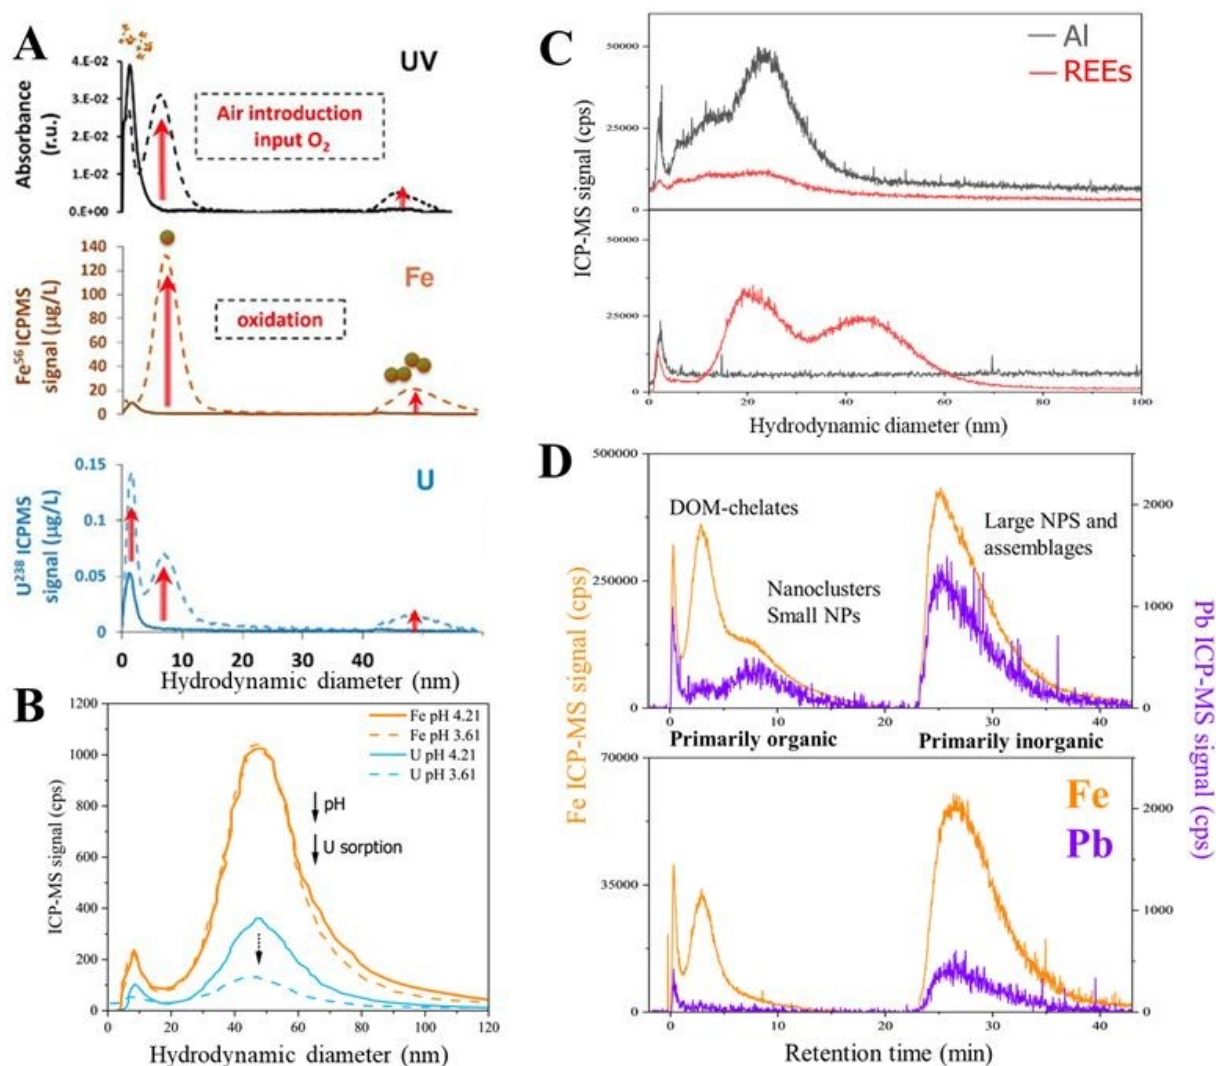 A
UV
4.E-02
3.E-02
2.E-02
1.E-02
0.E+00
Absorbance
(r.u.)
Air introduction
input O₂
Fe
140
120
100
80
60
40
20
0
Fe⁵⁶ ICPMS
signal (µg/L)
oxidation
U
0.15
0.1
0.05
0
U²³⁸ ICPMS
signal (µg/L)
0 10 20 30 40 50
Hydrodynamic diameter (nm)
B
1200
1000
800
600
400
200
0
ICP-MS signal (cps)
Fe pH 4.21
Fe pH 3.61
U pH 4.21
U pH 3.61
pH
U sorption
0 20 40 60 80 100 120
Hydrodynamic diameter (nm)
C
Al
REEs
50000
25000
0
50000
25000
0
ICP-MS signal (cps)
0 20 40 60 80 100
Hydrodynamic diameter (nm)
D
500000
250000
0
2000
1000
0
DOM-chelates
Large NPS and
assemblages
Nanoclusters
Small NPs
Primarily organic
Primarily inorganic
Fe ICP-MS signal (cps)
Pb ICP-MS signal
(cps)
70000
35000
0
2000
1000
0
Fe
Pb
0 10 20 30 40
Retention time (min)